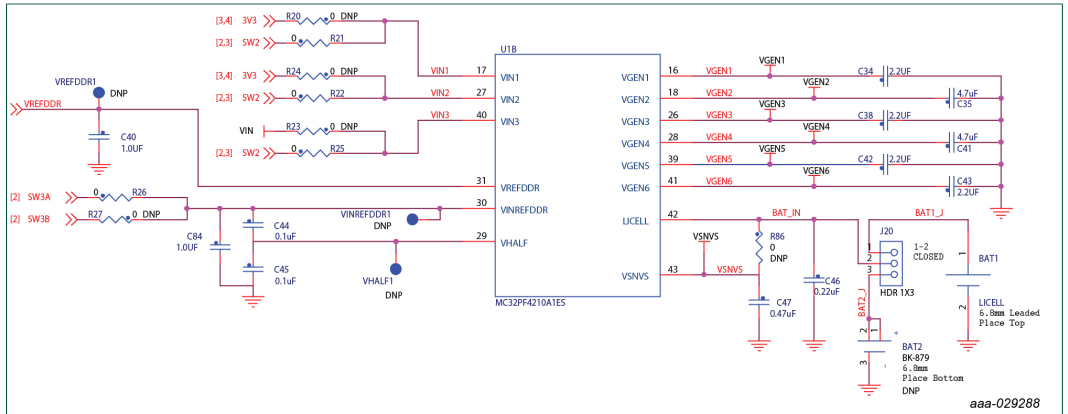 [3,4] 3V3 R20 0 DNP
[2,3] SW2 0 R21
[3,4] 3V3 R24 0 DNP
[2,3] SW2 0 R22
VIN R23 0 DNP
[2,3] SW2 0 R25
VREFDDR1
DNP
VREFDDR
C40
1.0UF
[2] SW3A 0 R26
[2] SW3B R27 0 DNP
C84
1.0UF
C44
0.1uF
C45
0.1uF
VINREFDDR1
DNP
VHALF1
DNP
VIN1 17
VIN2 27
VIN3 40
31
30
29
U1B
VIN1
VIN2
VIN3
VREFDDR
VINREFDDR
VHALF
VGEN1
VGEN2
VGEN3
VGEN4
VGEN5
VGEN6
LICELL
VSNVS
MC32PF4210A1ES
16 VGEN1 VGEN1 C34 2.2UF
18 VGEN2 VGEN2 4.7uF
C35
26 VGEN3 VGEN3 C38 2.2UF
28 VGEN4 VGEN4 4.7uF
C41
39 VGEN5 VGEN5 C42 2.2UF
41 VGEN6 VGEN6 C43
2.2UF
42 BAT_IN BAT1_J
43 VSNVS
VSNVS
R86
0
DNP
C47
0.47uF
C46
0.22uF
J20
1
2
3
1-2
CLOSED
HDR 1X3
BAT2_J
1
BAT1
2
LICELL
6.8mm Leaded
Place Top
2 1 +
BAT2
BK-879
6.8mm
Place Bottom
DNP
3 -
aaa-029288